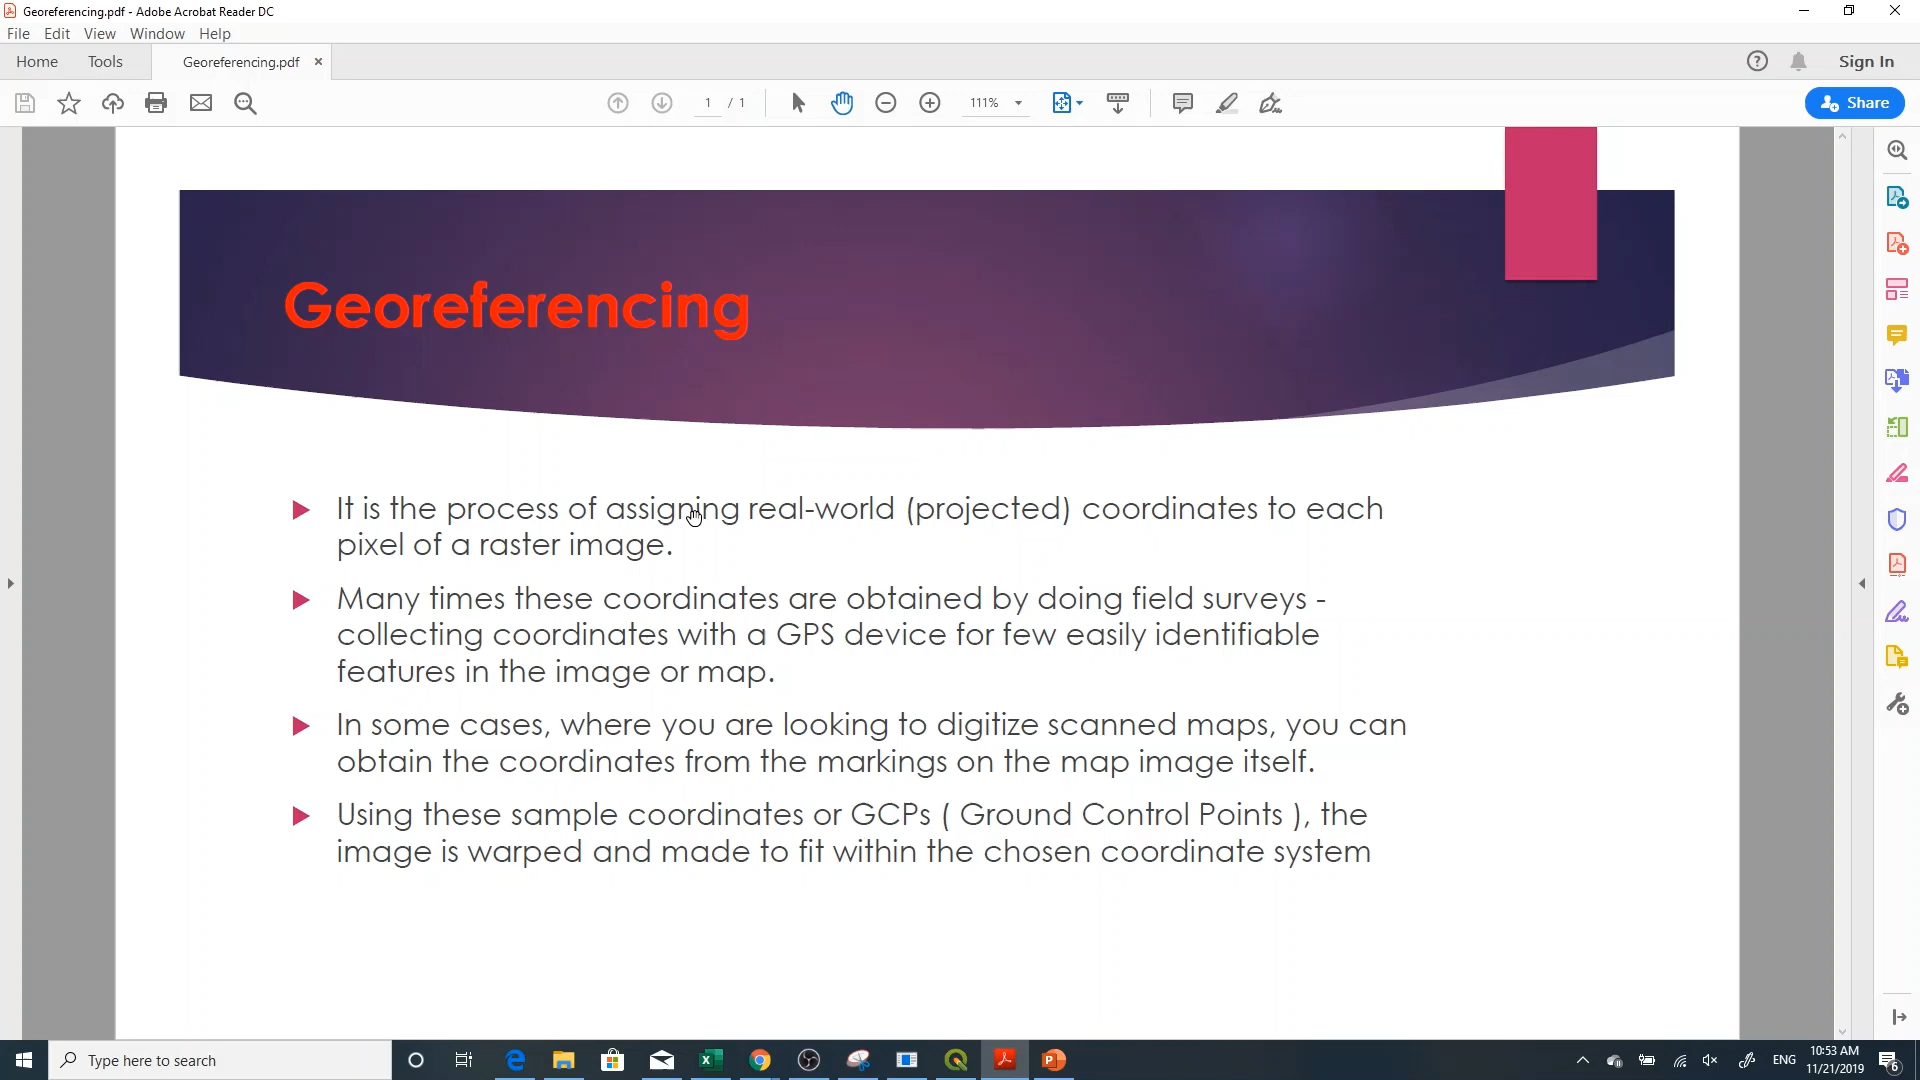 Georeferencing.pdf - Adobe Acrobat Reader DC
File Edit View Window Help
Home Tools Georeferencing.pdf × Sign In
1 / 1 111% Share
Georeferencing
It is the process of assigning real-world (projected) coordinates to each
pixel of a raster image.
Many times these coordinates are obtained by doing field surveys -
collecting coordinates with a GPS device for few easily identifiable
features in the image or map.
In some cases, where you are looking to digitize scanned maps, you can
obtain the coordinates from the markings on the map image itself.
Using these sample coordinates or GCPs ( Ground Control Points ), the
image is warped and made to fit within the chosen coordinate system
Type here to search
ENG
10:53 AM
11/21/2019
6